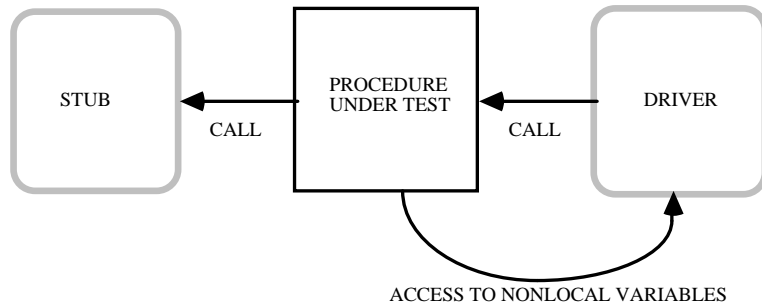 STUB
PROCEDURE
UNDER TEST
DRIVER
CALL
CALL
ACCESS TO NONLOCAL VARIABLES